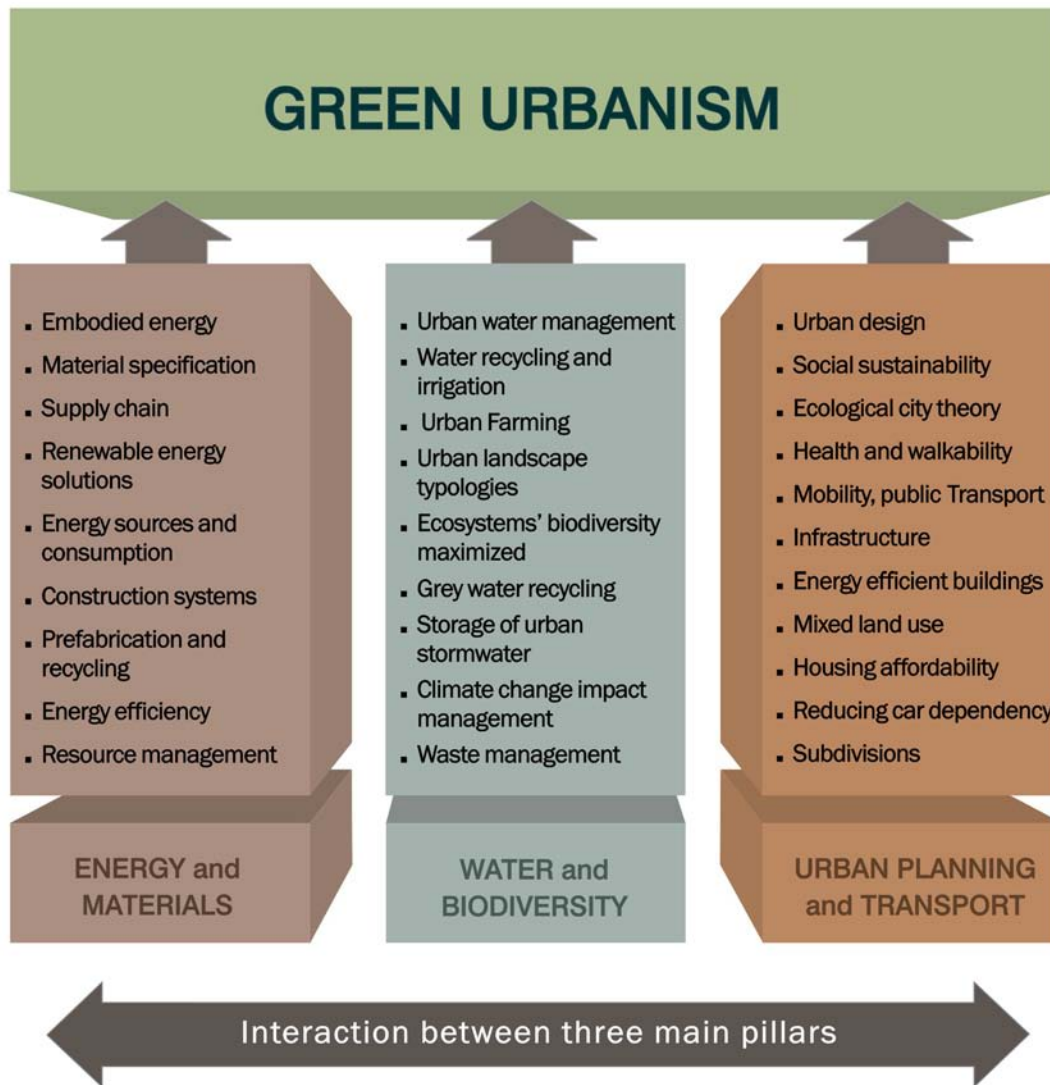 GREEN URBANISM
▪ Embodied energy
▪ Material specification
▪ Supply chain
▪ Renewable energy
solutions
▪ Energy sources and
consumption
▪ Construction systems
▪ Prefabrication and
recycling
▪ Energy efficiency
▪ Resource management
ENERGY and
MATERIALS
▪ Urban water management
▪ Water recycling and
irrigation
▪ Urban Farming
▪ Urban landscape
typologies
▪ Ecosystems’ biodiversity
maximized
▪ Grey water recycling
▪ Storage of urban
stormwater
▪ Climate change impact
management
▪ Waste management
WATER and
BIODIVERSITY
▪ Urban design
▪ Social sustainability
▪ Ecological city theory
▪ Health and walkability
▪ Mobility, public Transport
▪ Infrastructure
▪ Energy efficient buildings
▪ Mixed land use
▪ Housing affordability
▪ Reducing car dependency
▪ Subdivisions
URBAN PLANNING
and TRANSPORT
Interaction between three main pillars